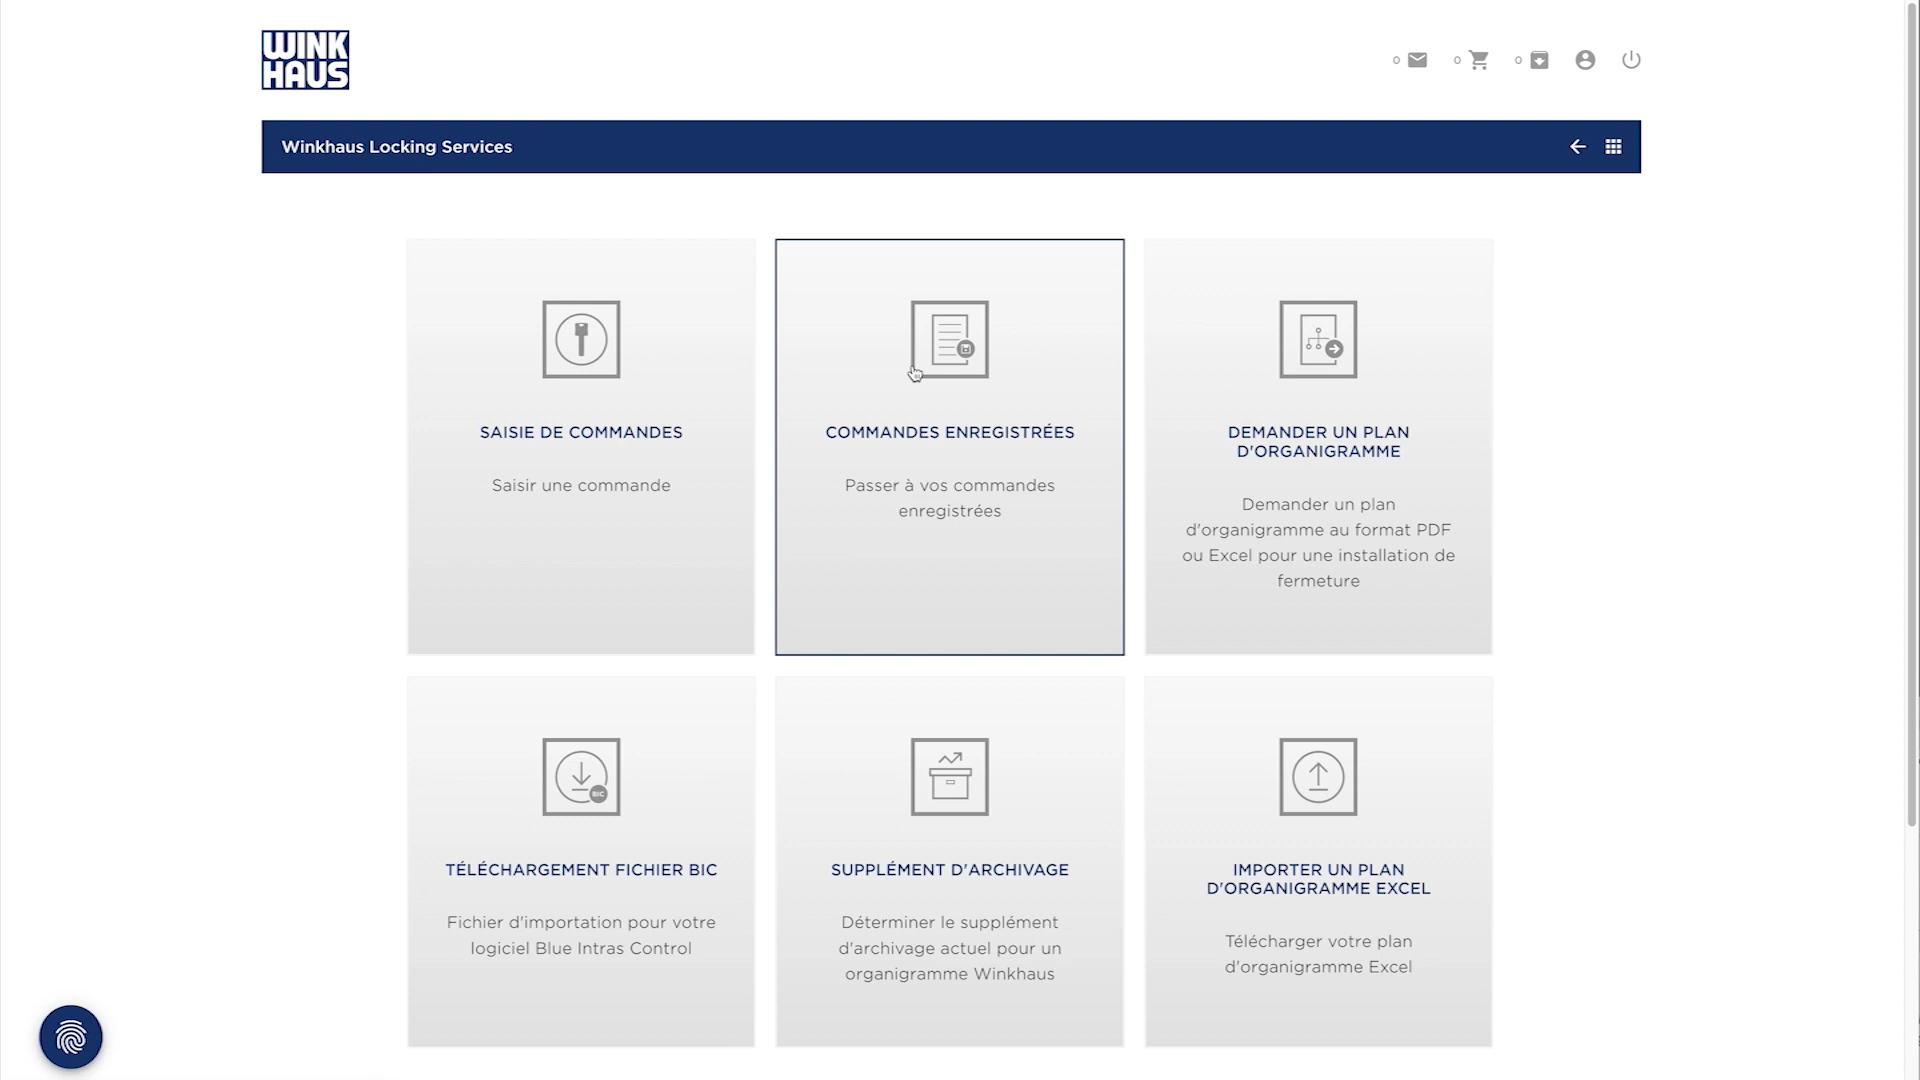 WINK
HAUS
0
0
0
Winkhaus Locking Services
SAISIE DE COMMANDES
Saisir une commande
COMMANDES ENREGISTRÉES
Passer à vos commandes
enregistrées
DEMANDER UN PLAN
D'ORGANIGRAMME
Demander un plan
d'organigramme au format PDF
ou Excel pour une installation de
fermeture
BIC
TÉLÉCHARGEMENT FICHIER BIC
Fichier d'importation pour votre
logiciel Blue Intras Control
SUPPLÉMENT D'ARCHIVAGE
Déterminer le supplément
d'archivage actuel pour un
organigramme Winkhaus
IMPORTER UN PLAN
D'ORGANIGRAMME EXCEL
Télécharger votre plan
d'organigramme Excel